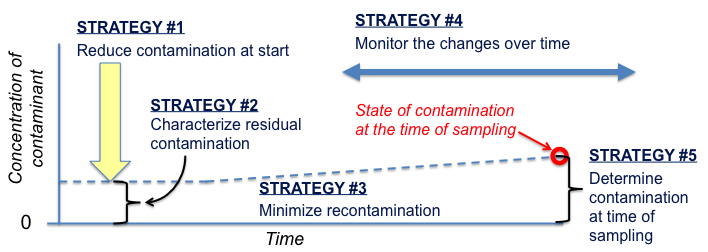 STRATEGY #1
Reduce contamination at start
STRATEGY #4
Monitor the changes over time
Concentration of
contaminant
STRATEGY #2
Characterize residual
contamination
State of contamination
at the time of sampling
STRATEGY #3
Minimize recontamination
STRATEGY #5
Determine
contamination
at time of
sampling
0
Time